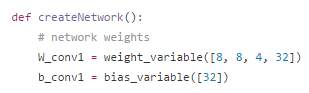 def createNetwork():
    # network weights
    W_conv1 = weight_variable([8, 8, 4, 32])
    b_conv1 = bias_variable([32])